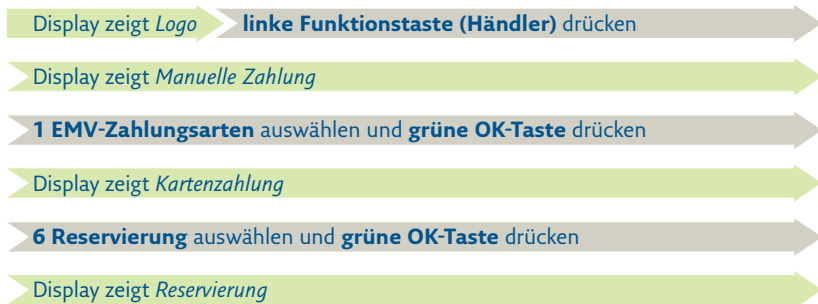 Display zeigt Logo linke Funktionstaste (Händler) drücken
Display zeigt Manuelle Zahlung
1 EMV-Zahlungsarten auswählen und grüne OK-Taste drücken
Display zeigt Kartenzahlung
6 Reservierung auswählen und grüne OK-Taste drücken
Display zeigt Reservierung